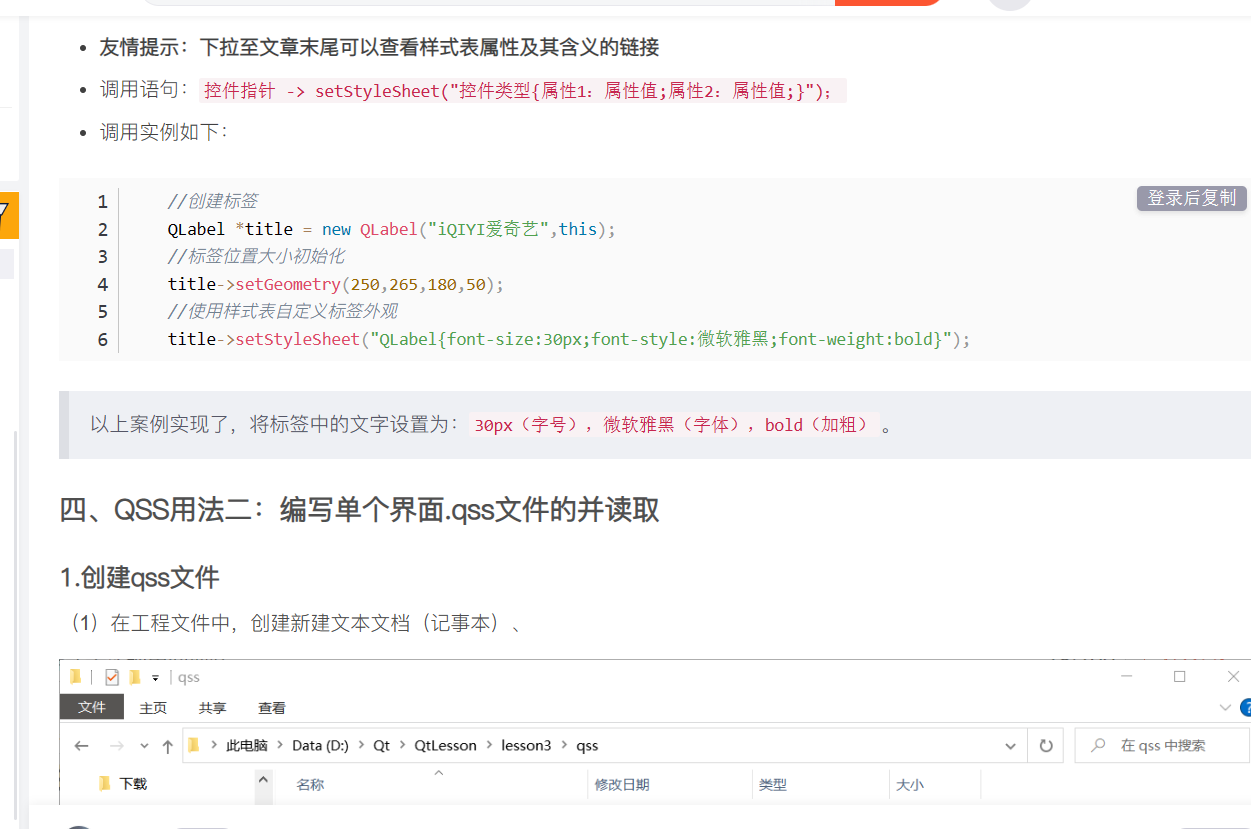 友情提示：下拉至文章末尾可以查看样式表属性及其含义的链接
调用语句：控件指针 -> setStyleSheet("控件类型{属性1：属性值;属性2：属性值;}");
调用实例如下：
登录后复制
1 //创建标签
2 QLabel *title = new QLabel("iQIYI爱奇艺",this);
3 //标签位置大小初始化
4 title->setGeometry(250,265,180,50);
5 //使用样式表自定义标签外观
6 title->setStyleSheet("QLabel{font-size:30px;font-style:微软雅黑;font-weight:bold}");
以上案例实现了，将标签中的文字设置为：30px（字号），微软雅黑（字体），bold（加粗）。
四、QSS用法二：编写单个界面.qss文件的并读取
1.创建qss文件
（1）在工程文件中，创建新建文本文档（记事本）、
qss
文件 主页 共享 查看
此电脑 > Data (D:) > Qt > QtLesson > lesson3 > qss 在 qss 中搜索
下载 名称 修改日期 类型 大小